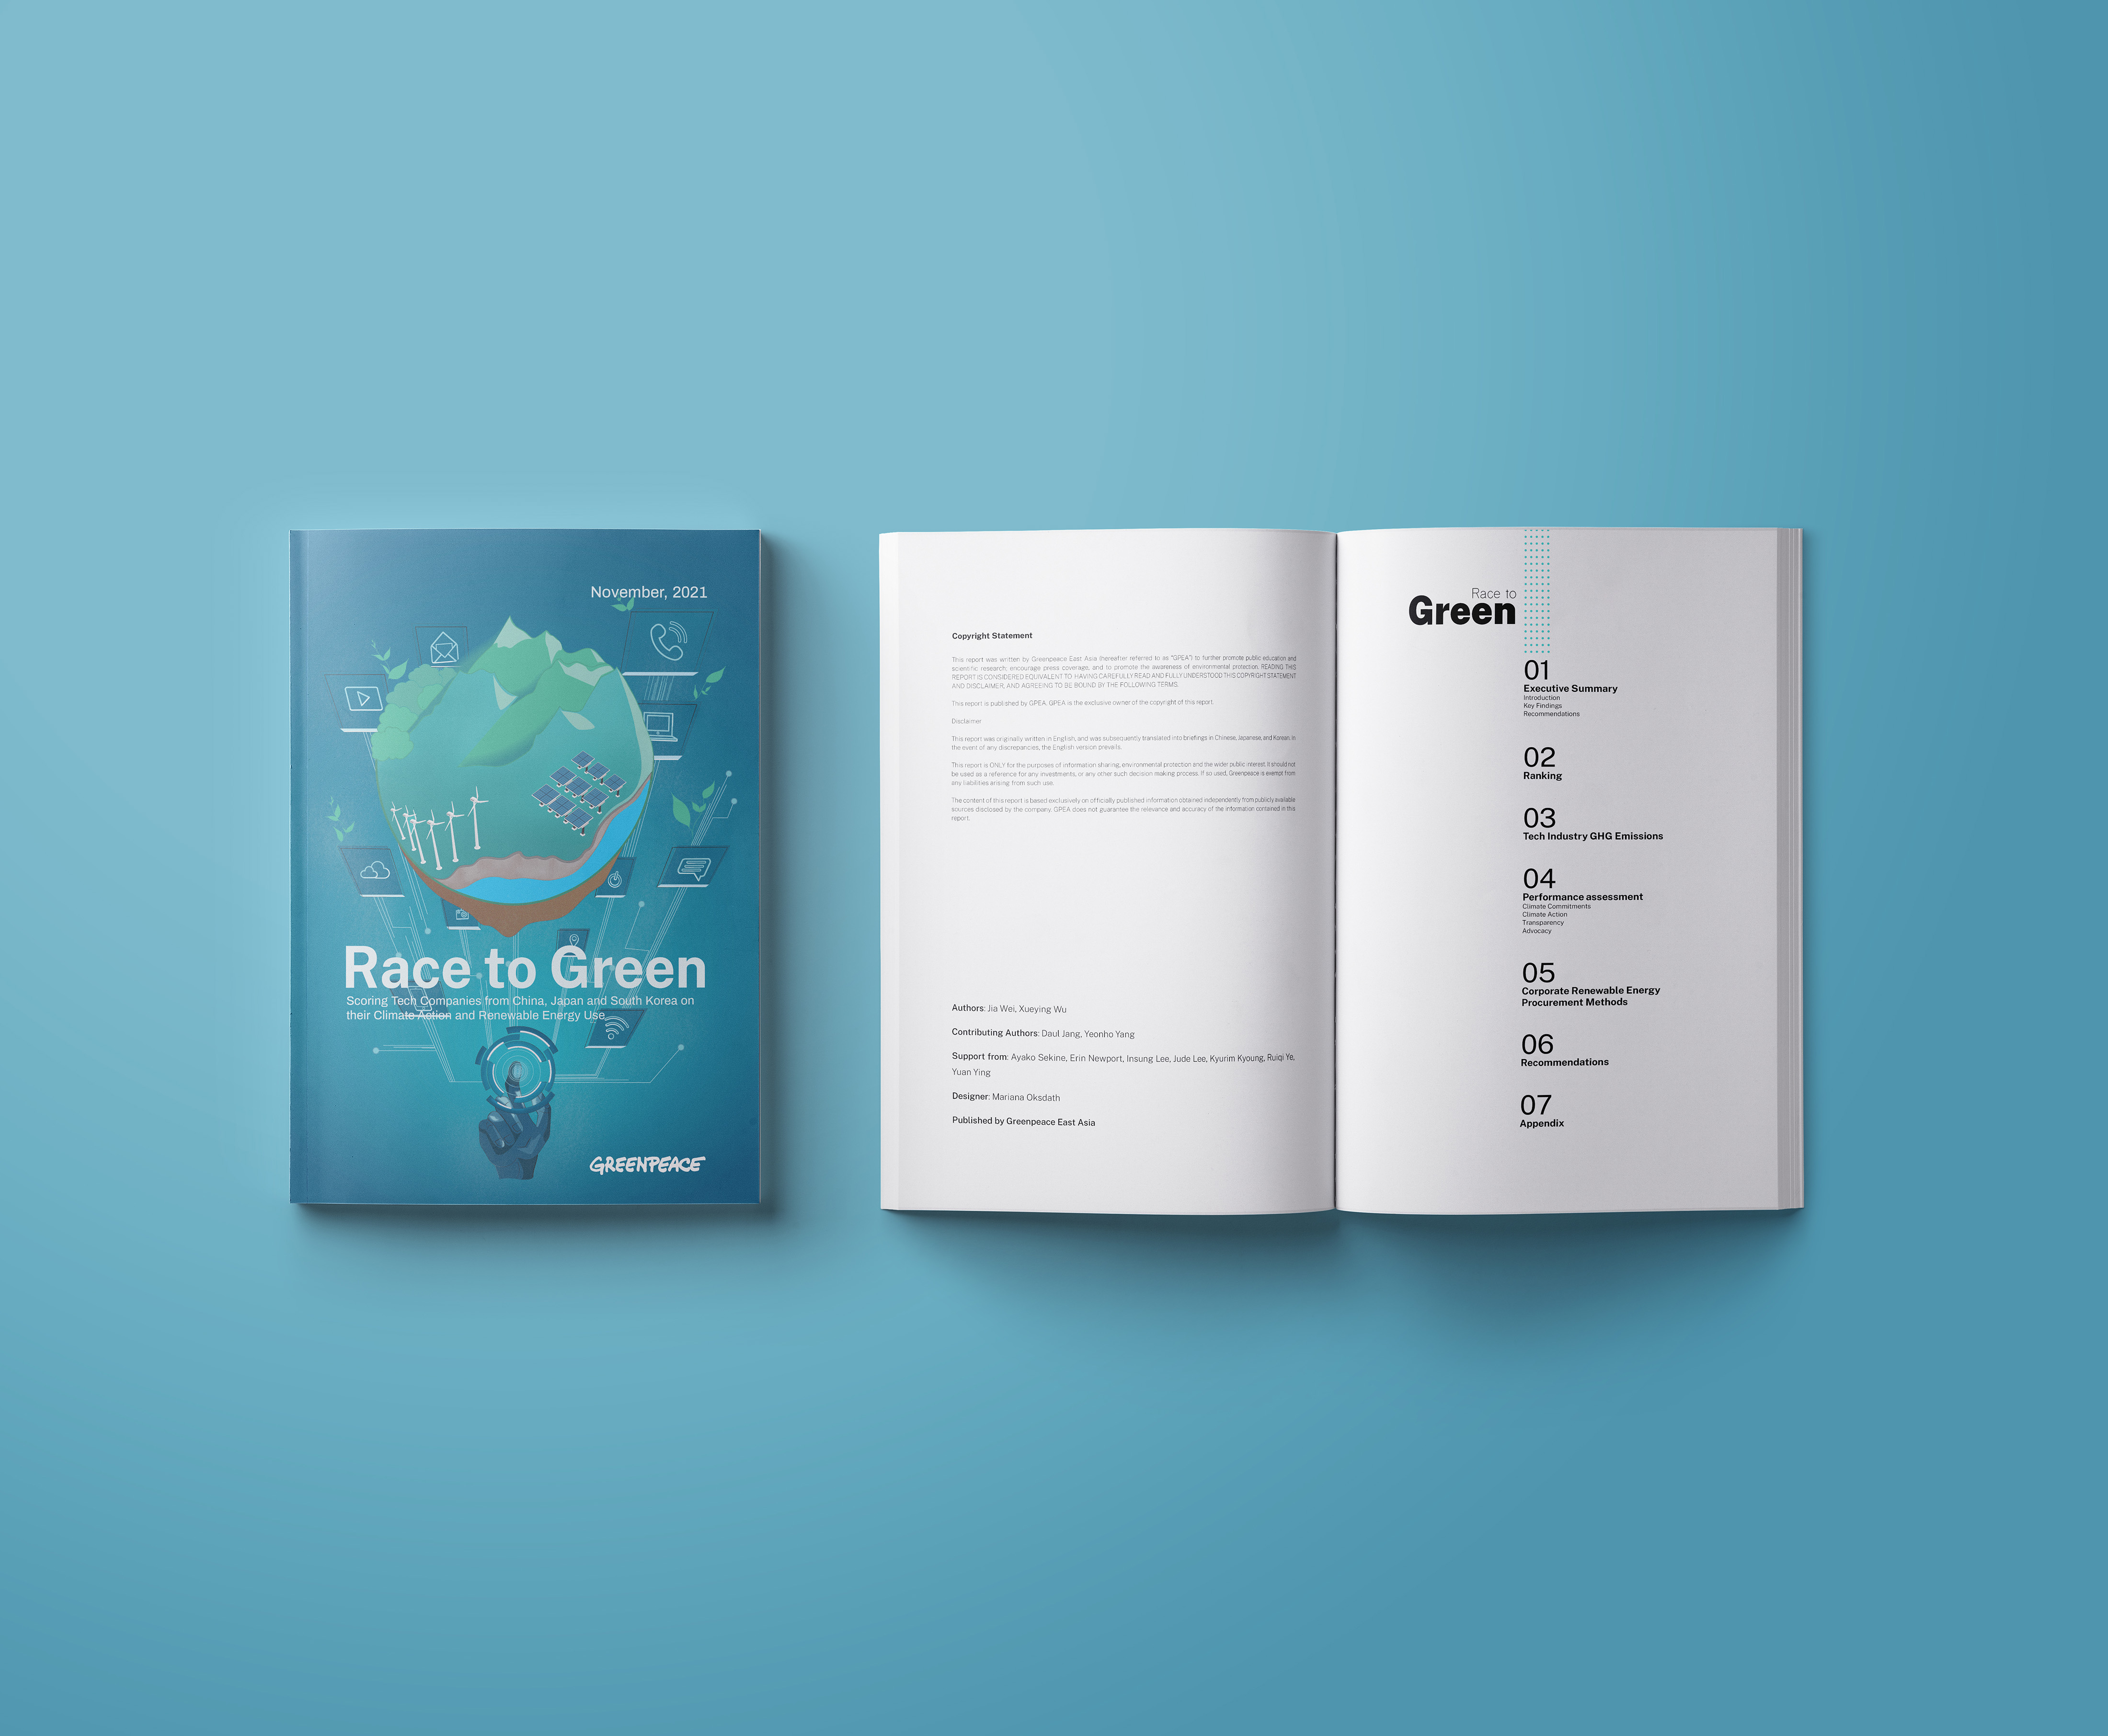 November, 2021
Race to Green
Scoring Tech Companies from China, Japan and South Korea on
their Climate Action and Renewable Energy Use
GREENPEACE
Copyright Statement
This report was written by Greenpeace East Asia thereafter referred to as "GPEA") to further promote public education and
scientific research; encourage press coverage, and to promote the awareness of environmental protection. READING THIS
REPORT IS CONSIDERED EQUIVALENT TO HAVING CAREFULLY READ AND FULLY UNDERSTOOD THIS COPYRIGHT STATEMENT
AND DISCLAIMER, AND AGREEING TO BE BOUND BY THE FOLLOWING TERMS.
This report is published by GPEA. GPEA is the exclusive owner of the copyright of this report.
Disclaimer
This report was originally written in English, and was subsequently translated into briefings in Chinese, Japanese, and Korean. In
the event of any discrepancies, the English version prevails.
This report is ONLY for the purposes of information sharing, environmental protection and the wider public interest. It should not
be used as a reference for any investments, or any other such decision making process. If so used, Greenpeace is exempt from
any liabilities arising from such use.
The content of this report is based exclusively on officially published information obtained independently from publicly available
sources disclosed by the company. GPEA does not guarantee the relevance and accuracy of the information contained in this
report.
Authors: Jia Wei, Xueying Wu
Contributing Authors: Daul Jang, Yeonho Yang
Support from: Ayako Sekine, Erin Newport, Insung Lee, Jude Lee, Kyurim Kyoung, Ruiqi Ye,
Yuan Ying
Designer: Mariana Oksdath
Published by Greenpeace East Asia
Race to
Green
01
Executive Summary
Introduction
Key Findings
Recommendations
02
Ranking
03
Tech Industry GHG Emissions
04
Performance assessment
Climate Commitments
Climate Action
Transparency
Advocacy
05
Corporate Renewable Energy
Procurement Methods
06
Recommendations
07
Appendix